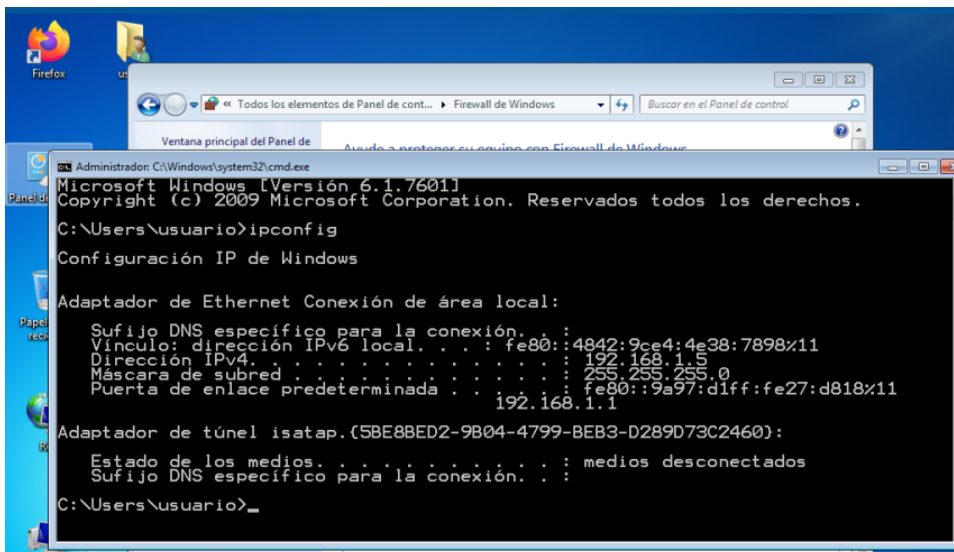 Firefox
« Todos los elementos de Panel de cont... ▸ Firewall de Windows
Buscar en el Panel de control
Ventana principal del Panel de
Ayude a proteger su equipo con Firewall de Windows
Administrador: C:\Windows\system32\cmd.exe
Microsoft Windows [Versión 6.1.7601]
Copyright (c) 2009 Microsoft Corporation. Reservados todos los derechos.
C:\Users\usuario>ipconfig
Configuración IP de Windows
Adaptador de Ethernet Conexión de área local:
Sufijo DNS específico para la conexión. . :
Vínculo: dirección IPv6 local. . . : fe80::4842:9ce4:4e38:7898%11
Dirección IPv4. . . . . . . . . . . . . . : 192.168.1.5
Máscara de subred . . . . . . . . . . . . : 255.255.255.0
Puerta de enlace predeterminada . . . . . : fe80::9a97:d1ff:fe27:d818%11
192.168.1.1
Adaptador de túnel isatap.{5BE8BED2-9B04-4799-BEB3-D289D73C2460}:
Estado de los medios. . . . . . . . . . . : medios desconectados
Sufijo DNS específico para la conexión. . :
C:\Users\usuario>_